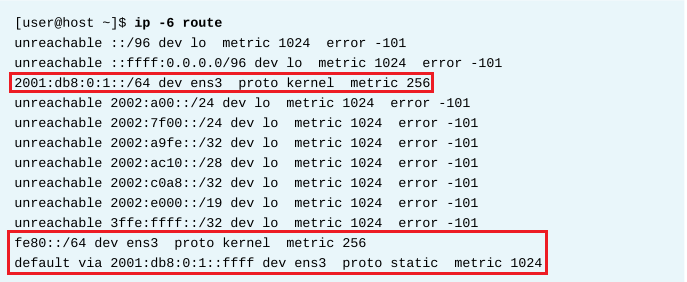 [user@host ~]$ ip -6 route
unreachable ::/96 dev lo  metric 1024  error -101
unreachable ::ffff:0.0.0.0/96 dev lo  metric 1024  error -101
2001:db8:0:1::/64 dev ens3  proto kernel  metric 256
unreachable 2002:a00::/24 dev lo  metric 1024  error -101
unreachable 2002:7f00::/24 dev lo  metric 1024  error -101
unreachable 2002:a9fe::/32 dev lo  metric 1024  error -101
unreachable 2002:ac10::/28 dev lo  metric 1024  error -101
unreachable 2002:c0a8::/32 dev lo  metric 1024  error -101
unreachable 2002:e000::/19 dev lo  metric 1024  error -101
unreachable 3ffe:ffff::/32 dev lo  metric 1024  error -101
fe80::/64 dev ens3  proto kernel  metric 256
default via 2001:db8:0:1::ffff dev ens3  proto static  metric 1024